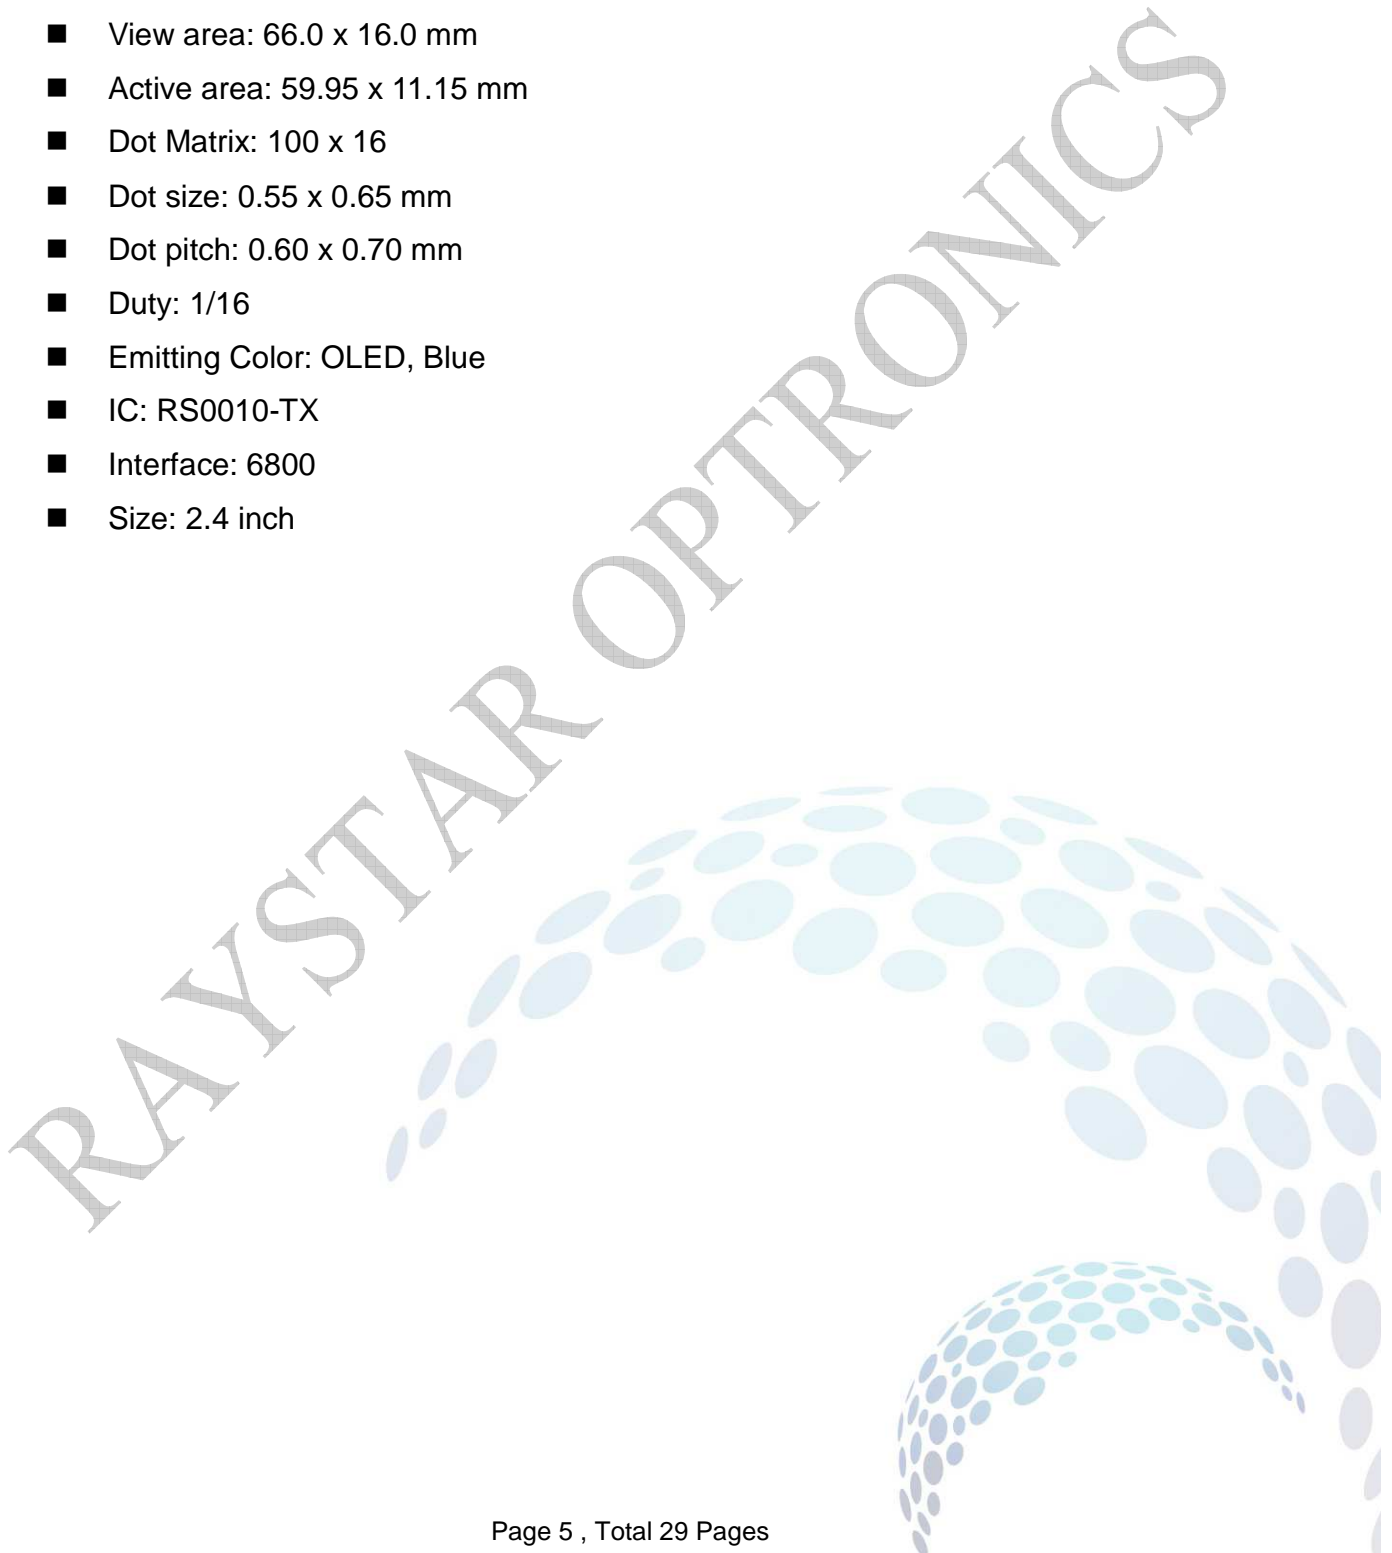 ■ View area: 66.0 x 16.0 mm
■ Active area: 59.95 x 11.15 mm
■ Dot Matrix: 100 x 16
■ Dot size: 0.55 x 0.65 mm
■ Dot pitch: 0.60 x 0.70 mm
■ Duty: 1/16
■ Emitting Color: OLED, Blue
■ IC: RS0010-TX
■ Interface: 6800
■ Size: 2.4 inch
RAYSTAR OPTRONICS
Page 5 , Total 29 Pages